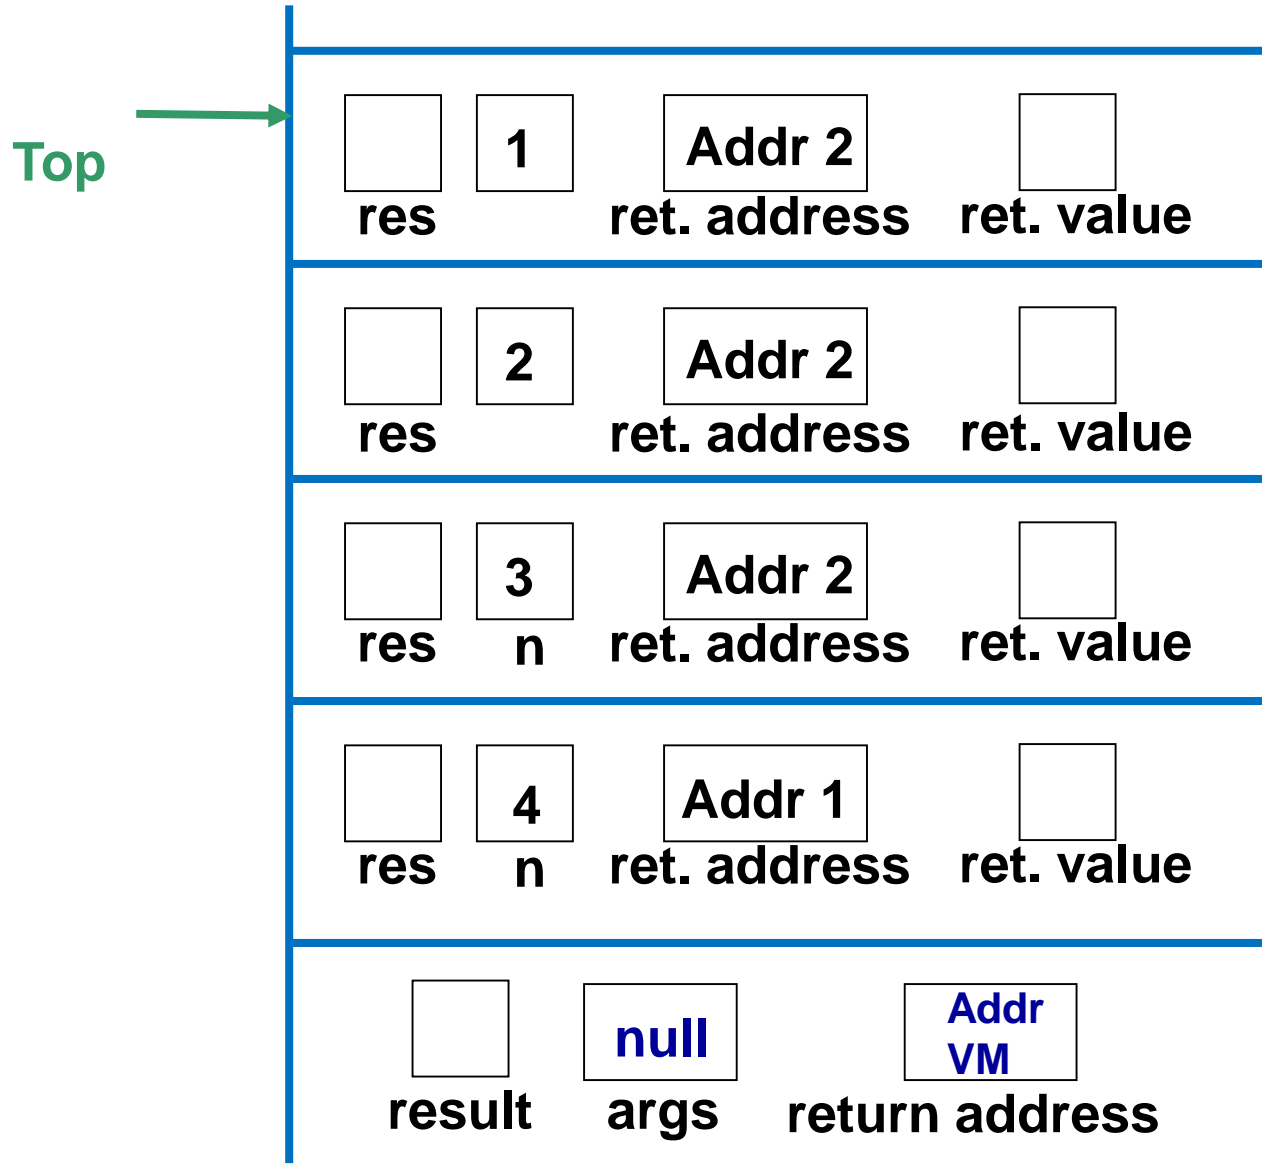 Top
1 Addr 2
res ret. address ret. value
2 Addr 2
res ret. address ret. value
3 Addr 2
res n ret. address ret. value
4 Addr 1
res n ret. address ret. value
null Addr
VM
result args return address